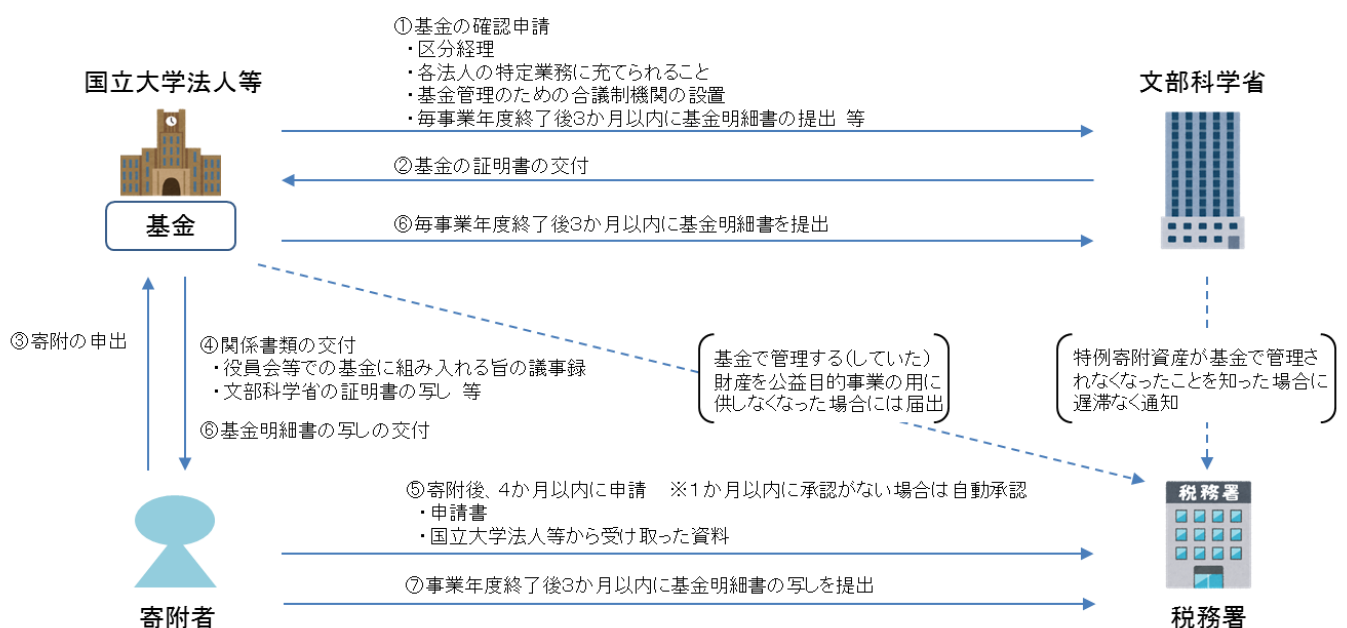 ①基金の確認申請
・区分経理
・各法人の特定業務に充てられること
・基金管理のための合議制機関の設置
・毎事業年度終了後3か月以内に基金明細書の提出 等
国立大学法人等
文部科学省
②基金の証明書の交付
基金
⑥毎事業年度終了後3か月以内に基金明細書を提出
③寄附の申出
④関係書類の交付
・役員会等での基金に組み入れる旨の議事録
・文部科学省の証明書の写し 等
⑥基金明細書の写しの交付
基金で管理する(していた)
財産を公益目的事業の用に
供しなくなった場合には届出
特例寄附資産が基金で管理さ
れなくなったことを知った場合に
遅滞なく通知
⑤寄附後、4か月以内に申請 ※1か月以内に承認がない場合は自動承認
・申請書
・国立大学法人等から受け取った資料
税務署
⑦事業年度終了後3か月以内に基金明細書の写しを提出
寄附者
税務署